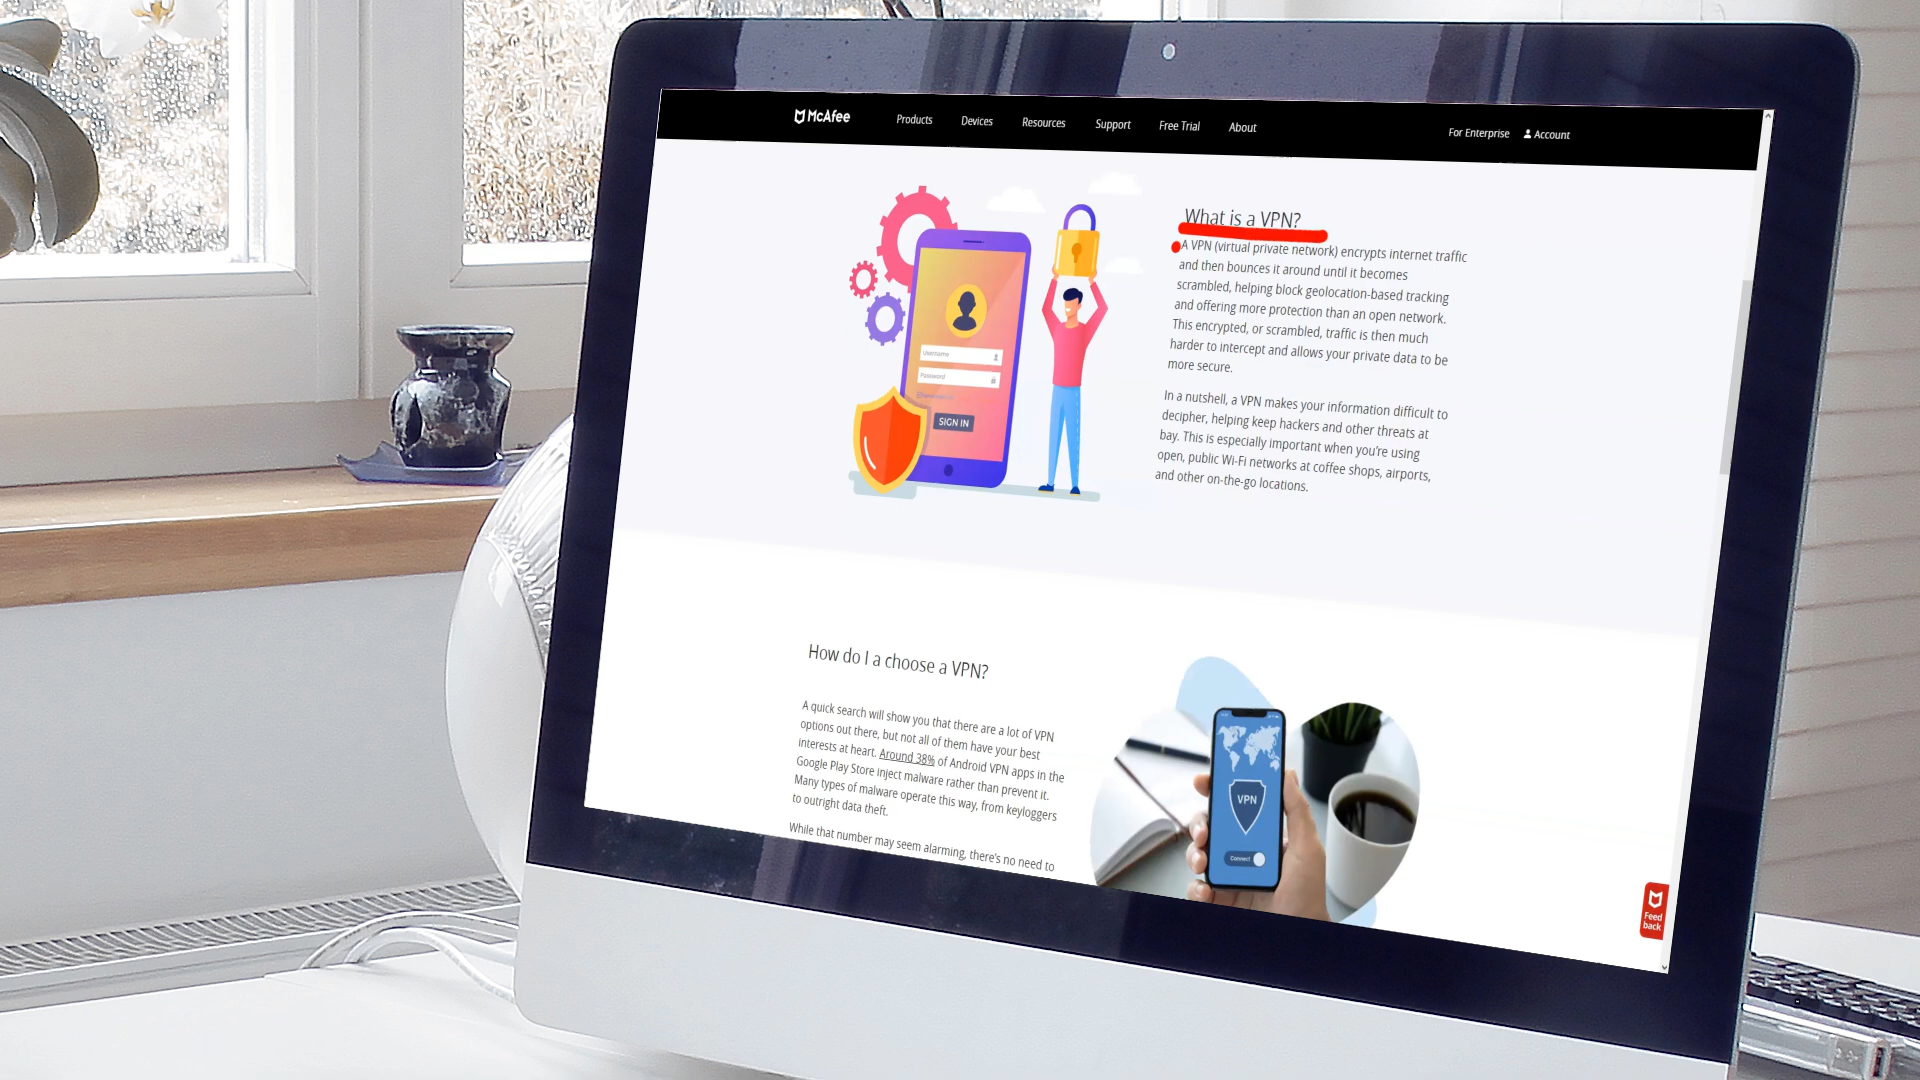 McAfee Products Devices Resources Support Free Trial About For Enterprise Account
What is a VPN?
A VPN (virtual private network) encrypts internet traffic
and then bounces it around until it becomes
scrambled, helping block geolocation-based tracking
and offering more protection than an open network.
This encrypted, or scrambled, traffic is then much
harder to intercept and allows your private data to be
more secure.
In a nutshell, a VPN makes your information difficult to
decipher, helping keep hackers and other threats at
bay. This is especially important when you're using
open, public Wi-Fi networks at coffee shops, airports,
and other on-the-go locations.
Username
Password
SIGN IN
How do I a choose a VPN?
A quick search will show you that there are a lot of VPN
options out there, but not all of them have your best
interests at heart. Around 38% of Android VPN apps in the
Google Play Store inject malware rather than prevent it.
Many types of malware operate this way, from keyloggers
to outright data theft.
While that number may seem alarming, there's no need to
VPN
Connect
Feed
back